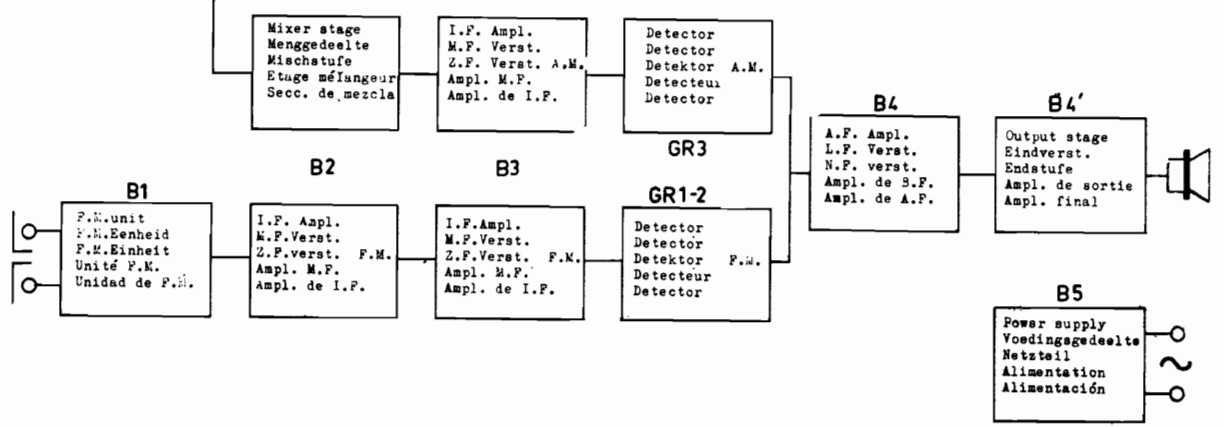 Mixer stage
Menggedeelte
Mischstufe
Etage mélangeur
Secc. de mezcla
I.F. Ampl.
M.F. Verst.
Z.F. Verst. A.M.
Ampl. M.F.
Ampl. de I.F.
Detector
Detector
Detektor A.M.
Detecteur
Detector
GR3
B4
A.F. Ampl.
L.F. Verst.
N.F. verst.
Ampl. de B.F.
Ampl. de A.F.
B4'
Output stage
Eindverst.
Endstufe
Ampl. de sortie
Ampl. final
B1
F.M.unit
F.M.Eenheid
F.M.Einheit
Unité F.M.
Unidad de F.M.
B2
I.F. Ampl.
M.F.Verst.
Z.F.verst. F.M.
Ampl. M.F.
Ampl. de I.F.
B3
I.F.Ampl.
M.F.Verst.
Z.F.Verst. F.M.
Ampl. M.F.
Ampl. de I.F.
GR1-2
Detector
Detector
Detektor F.M.
Detecteur
Detector
B5
Power supply
Voedingsgedeelte
Netzteil
Alimentation
Alimentación
~